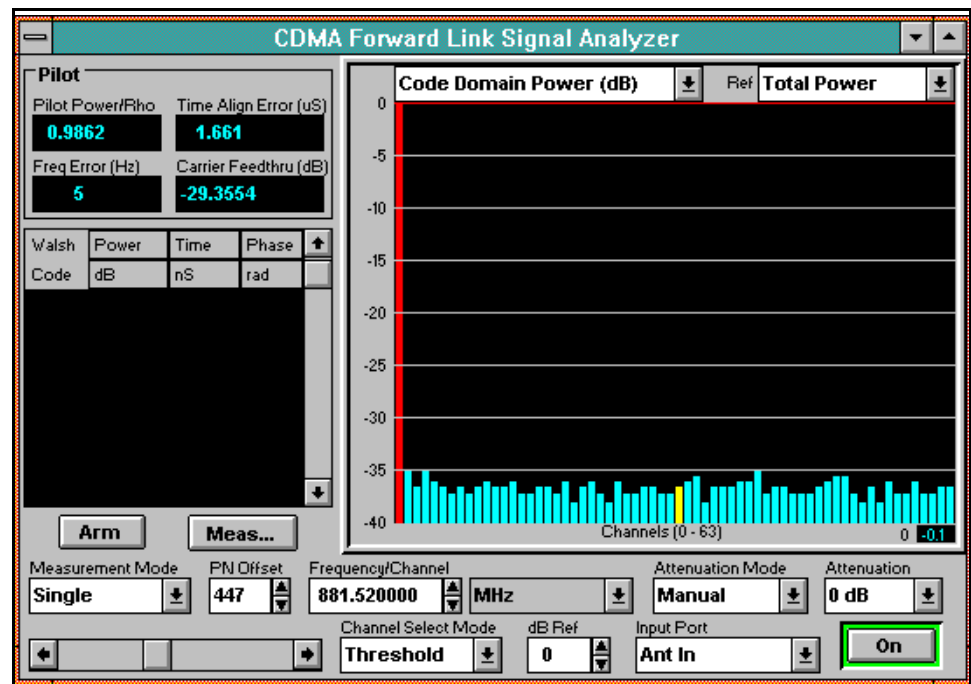 CDMA Forward Link Signal Analyzer
Pilot
Pilot Power/Rho Time Align Error (uS)
0.9862 1.661
Freq Error (Hz) Carrier Feedthru (dB)
5 -29.3554
Walsh Power Time Phase
Code dB nS rad
Arm Meas...
Code Domain Power (dB) Ref Total Power
0
-5
-10
-15
-20
-25
-30
-35
-40
Channels (0 - 63) 0 -0.1
Measurement Mode PN Offset Frequency/Channel Attenuation Mode Attenuation
Single 447 881.520000 MHz Manual 0 dB
Channel Select Mode dB Ref Input Port
Threshold 0 Ant In On